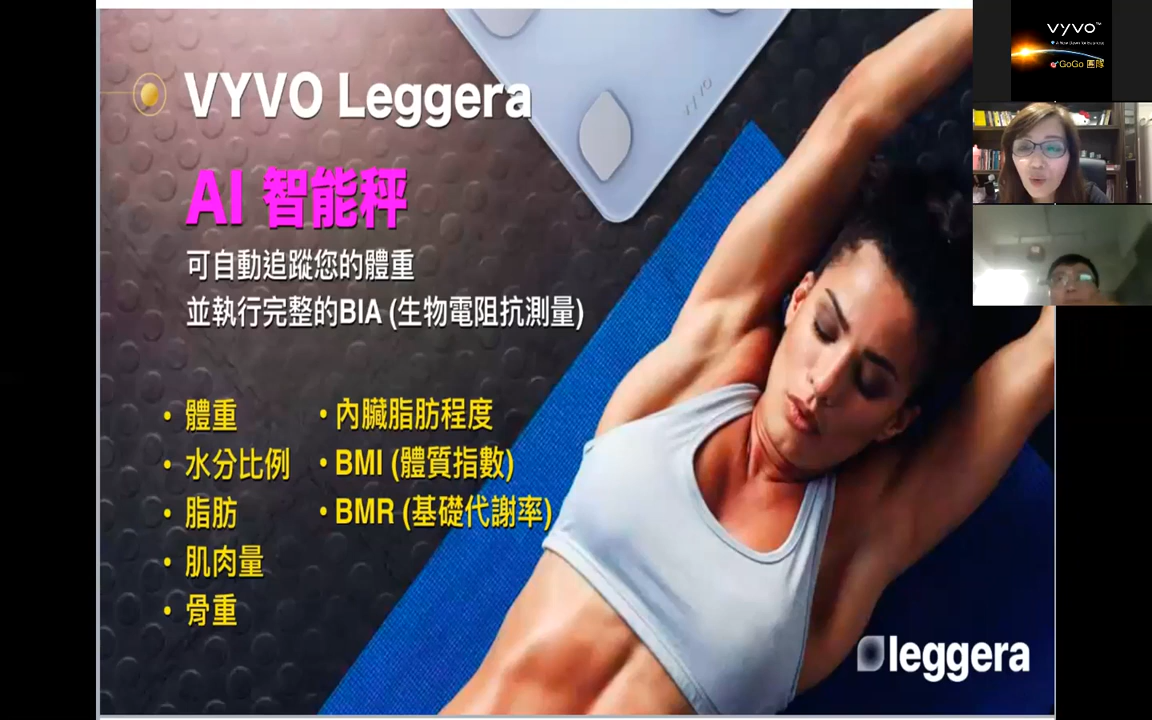 VYVO Leggera
AI 智能秤
可自動追蹤您的體重
並執行完整的BIA (生物電阻抗測量)
• 體重
• 水分比例
• 脂肪
• 肌肉量
• 骨重
• 內臟脂肪程度
• BMI (體質指數)
• BMR (基礎代謝率)
leggera
vyvo™
GoGo 團隊